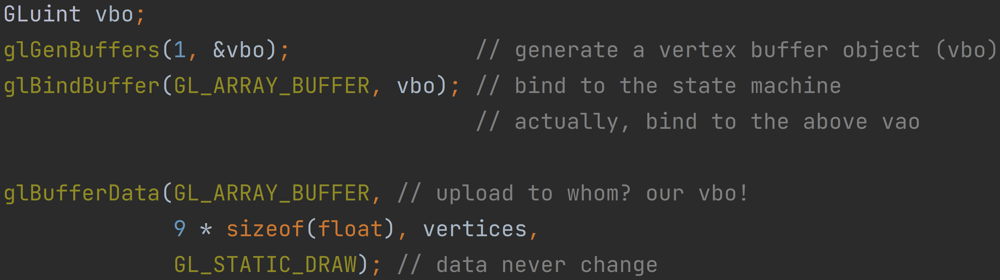 GLuint vbo;
glGenBuffers(1, &vbo); // generate a vertex buffer object (vbo)
glBindBuffer(GL_ARRAY_BUFFER, vbo); // bind to the state machine
// actually, bind to the above vao
glBufferData(GL_ARRAY_BUFFER, // upload to whom? our vbo!
9 * sizeof(float), vertices,
GL_STATIC_DRAW); // data never change